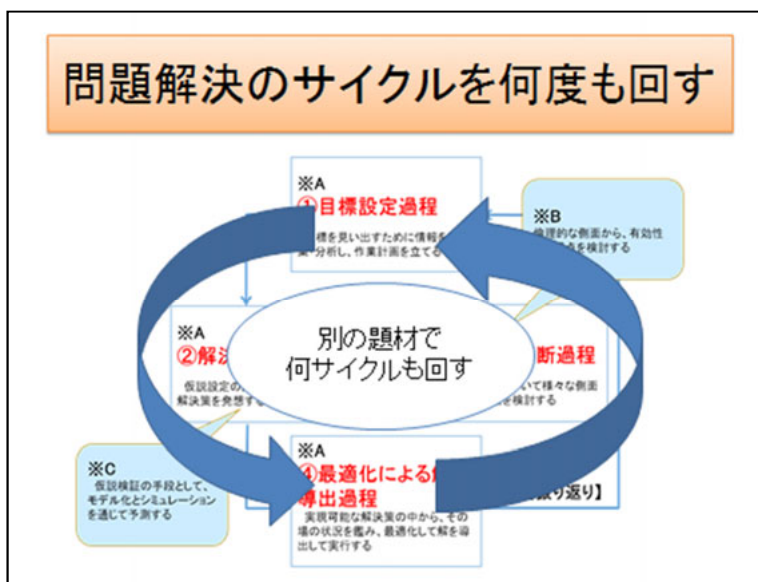 問題解決のサイクルを何度も回す
※A
①目標設定過程
標を見い出すために情報を
・分析し、作業計画を立てる
※B
倫理的な側面から、有効性
点を検討する
別の題材で
何サイクルも回す
※A
②解決
仮説設定の
解決策を発想する
断過程
いて様々な側面
を検討する
※A
④最適化による
導出過程
実現可能な解決策の中から、その
場の状況を鑑み、最適化して解を導
出して実行する
り返り】
※C
仮説検証の手段として、
モデル化とシミュレーション
を通じて予測する